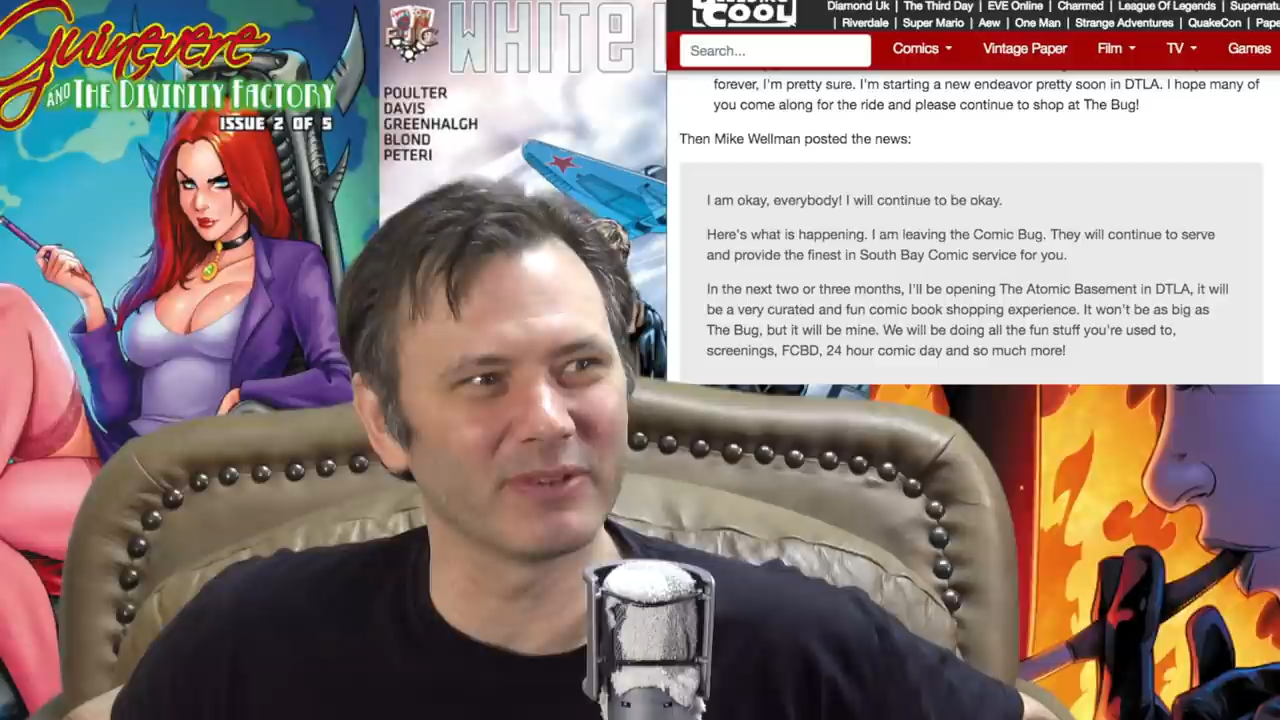 Guinevere
AND THE DIVINITY FACTORY
ISSUE 2 OF 5
FJG
WHITE
POULTER
DAVIS
GREENHALGH
BLOND
PETERI
COOL
Diamond Uk | The Third Day | EVE Online | Charmed | League Of Legends |
| Riverdale | Super Mario | Aew | One Man | Strange Adventures | QuakeCon |
Search...
Comics
Vintage Paper
Film
TV
Games
forever, I'm pretty sure. I'm starting a new endeavor pretty soon in DTLA. I hope many of
you come along for the ride and please continue to shop at The Bug!
Then Mike Wellman posted the news:
I am okay, everybody! I will continue to be okay.
Here's what is happening. I am leaving the Comic Bug. They will continue to serve
and provide the finest in South Bay Comic service for you.
In the next two or three months, I'll be opening The Atomic Basement in DTLA, it will
be a very curated and fun comic book shopping experience. It won't be as big as
The Bug, but it will be mine. We will be doing all the fun stuff you're used to,
screenings, FCBD, 24 hour comic day and so much more!